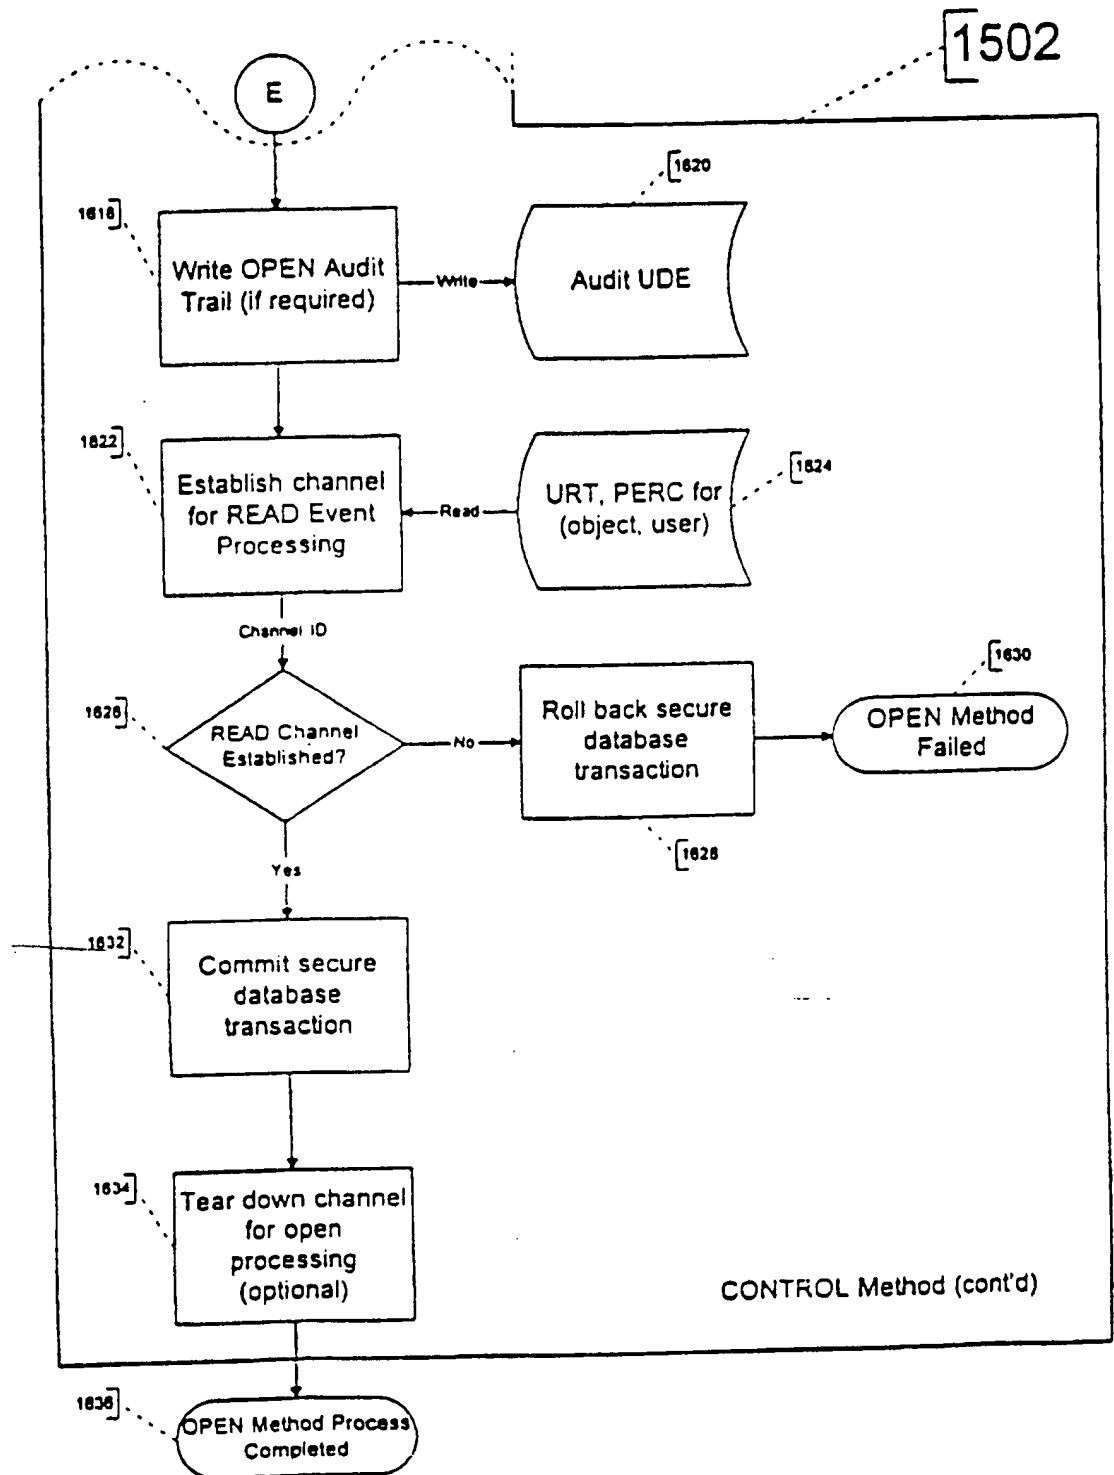 1502
E
1618
Write OPEN Audit
Trail (if required)
Write
1620
Audit UDE
1622
Establish channel
for READ Event
Processing
Read
URT, PERC for
(object, user)
1624
Channel ID
1626
READ Channel
Established?
No
Roll back secure
database
transaction
1628
1630
OPEN Method
Failed
Yes
1632
Commit secure
database
transaction
1634
Tear down channel
for open
processing
(optional)
CONTROL Method (cont'd)
1636
OPEN Method Process
Completed